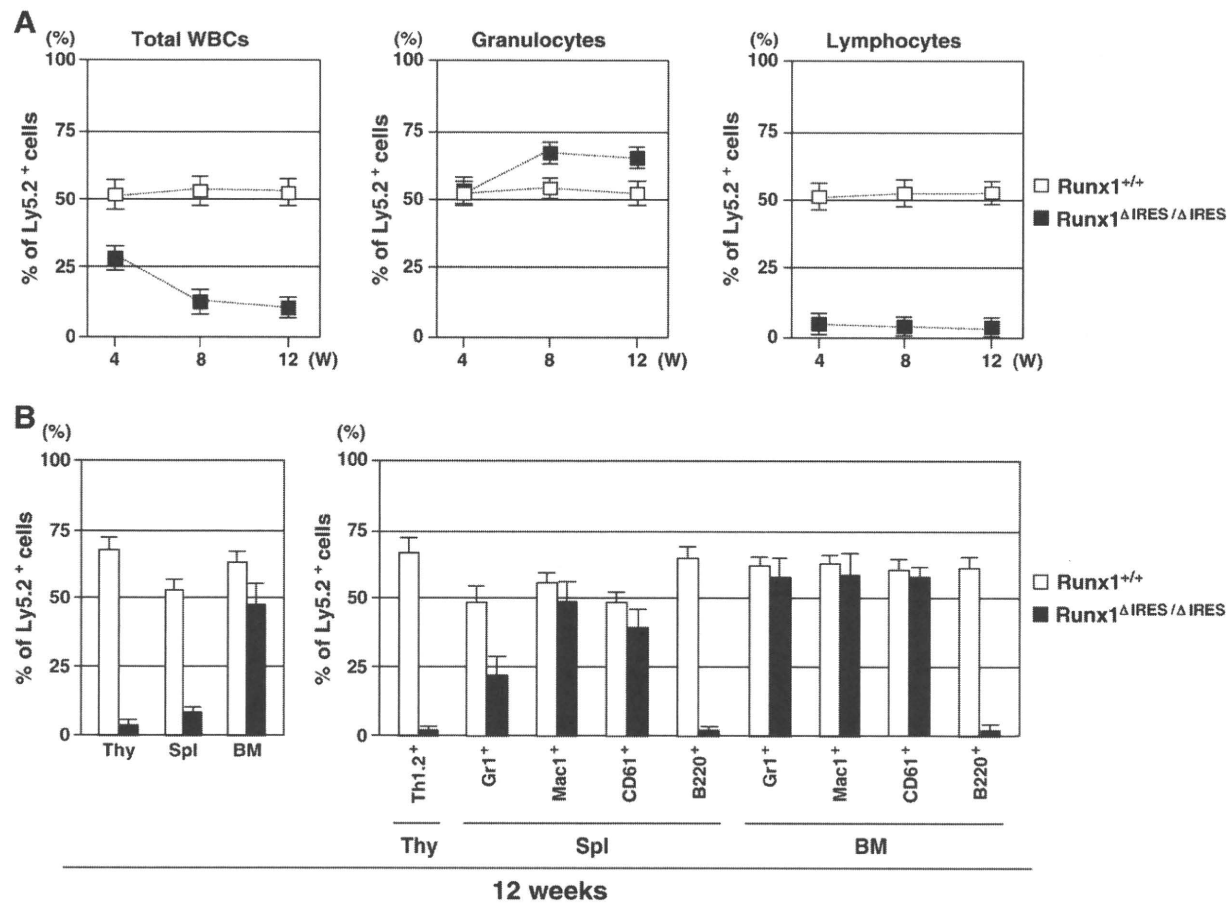 A
(%)
Total WBCs
100
75
50
25
0
% of Ly5.2+ cells
4 8 12 (W)
(%)
Granulocytes
100
75
50
25
0
% of Ly5.2+ cells
4 8 12 (W)
(%)
Lymphocytes
100
75
50
25
0
% of Ly5.2+ cells
4 8 12 (W)
Runx1+/+
Runx1ΔIRES/ΔIRES
B
(%)
100
75
50
25
0
% of Ly5.2+ cells
Thy Spl BM
(%)
100
75
50
25
0
% of Ly5.2+ cells
Th1.2+ Gr1+ Mac1+ CD61+ B220+ Gr1+ Mac1+ CD61+ B220+
Thy Spl BM
Runx1+/+
Runx1ΔIRES/ΔIRES
12 weeks